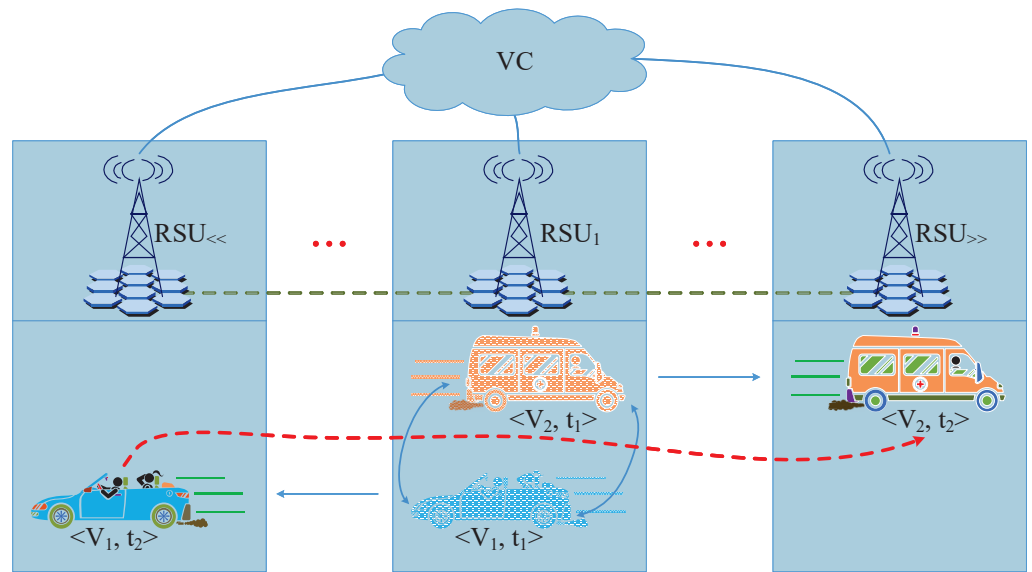 VC
RSU<< ... RSU₁ ... RSU>>
<V₂, t₁> <V₂, t₂>
<V₁, t₂> <V₁, t₁>